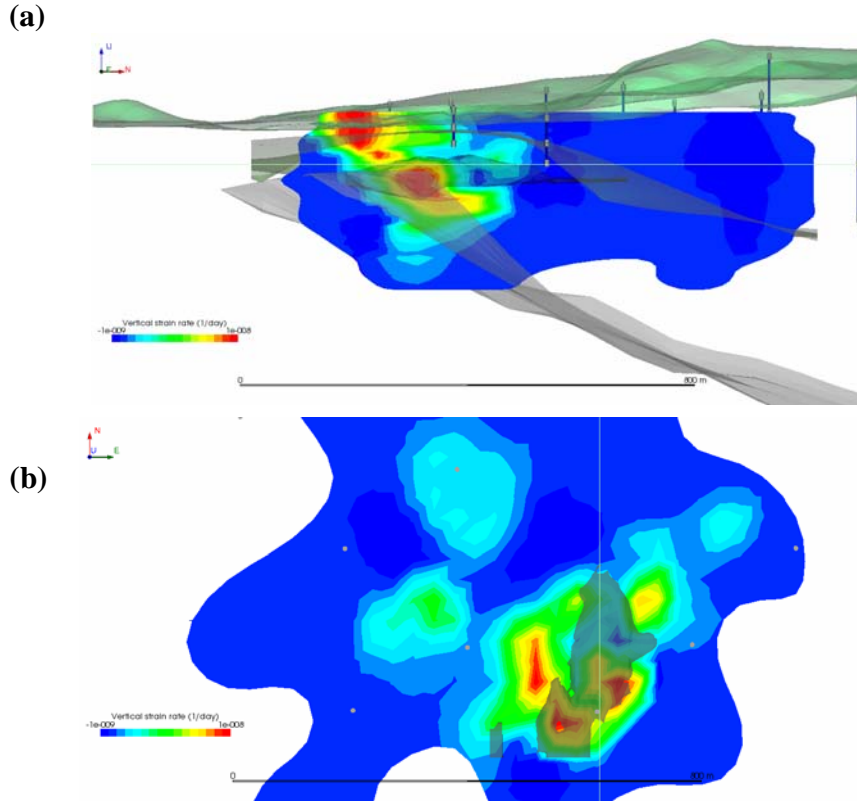 (a)
U
E N
Vertical strain rate (1/day)
-1e-009 1e-008
0 800 m
(b)
N
U E
Vertical strain rate (1/day)
-1e-009 1e-008
0 800 m